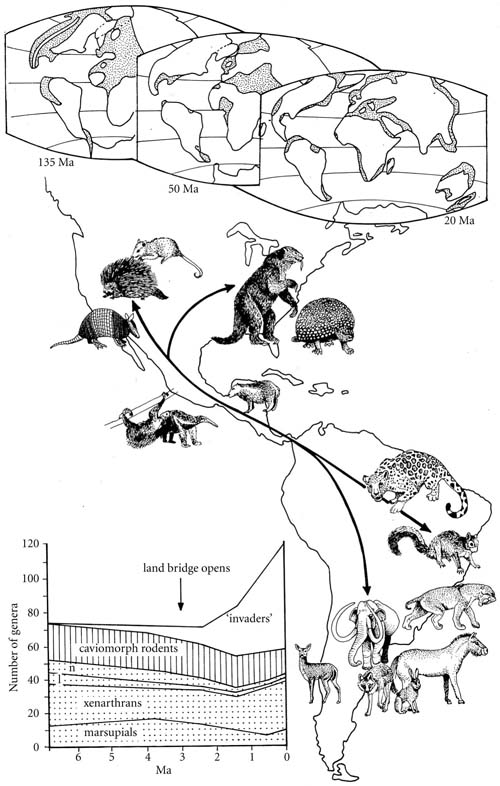 135 Ma
50 Ma
20 Ma
120
100
80
60
40
20
0
Number of genera
land bridge opens
'invaders'
caviomorph rodents
n
l
xenarthrans
marsupials
6
5
4
3
2
1
0
Ma